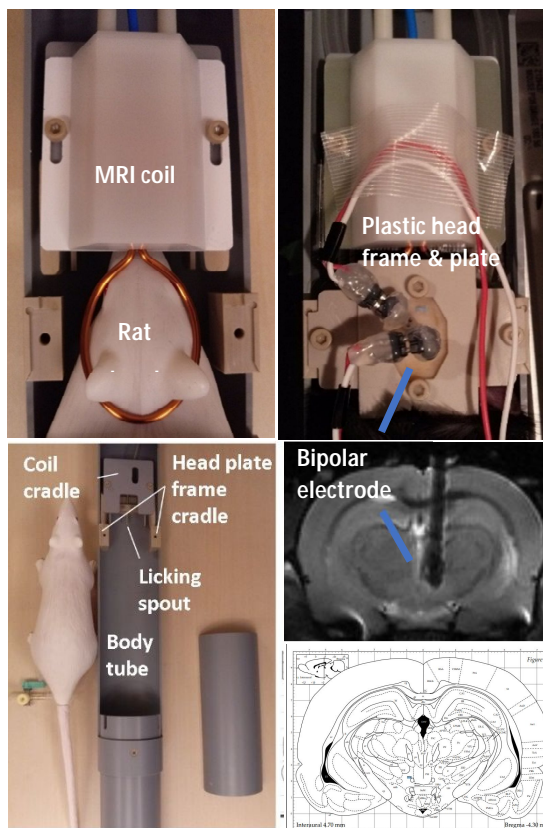 MRI coil
Rat
Plastic head
frame & plate
Coil
cradle
Head plate
frame
cradle
Licking
spout
Body
tube
Bipolar
electrode
Figure
Interaural 4.70 mm
Bregma -4.30 m